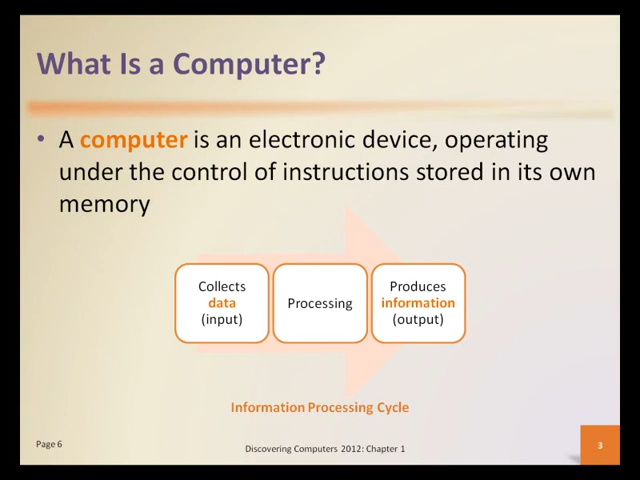 What Is a Computer?
• A computer is an electronic device, operating
under the control of instructions stored in its own
memory
Collects
data
(input)
Processing
Produces
information
(output)
Information Processing Cycle
Page 6
Discovering Computers 2012: Chapter 1
3